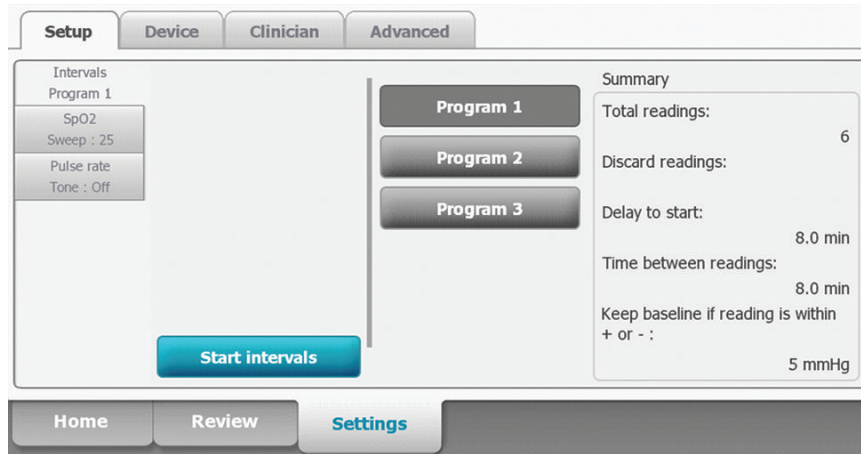 Setup
Device
Clinician
Advanced
Intervals
Program 1
SpO2
Sweep : 25
Pulse rate
Tone : Off
Start intervals
Program 1
Program 2
Program 3
Summary
Total readings:
6
Discard readings:
Delay to start:
8.0 min
Time between readings:
8.0 min
Keep baseline if reading is within
+ or - :
5 mmHg
Home
Review
Settings